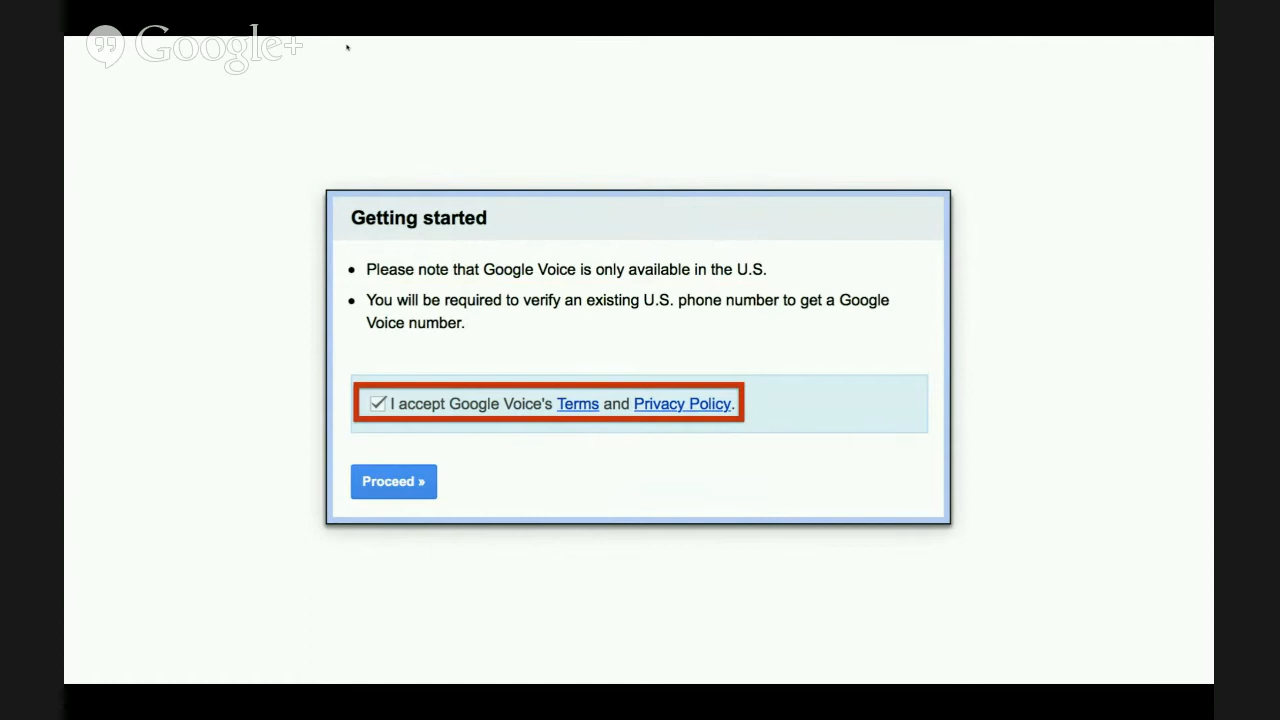 Google+
Getting started
Please note that Google Voice is only available in the U.S.
You will be required to verify an existing U.S. phone number to get a Google
Voice number.
I accept Google Voice's Terms and Privacy Policy.
Proceed »